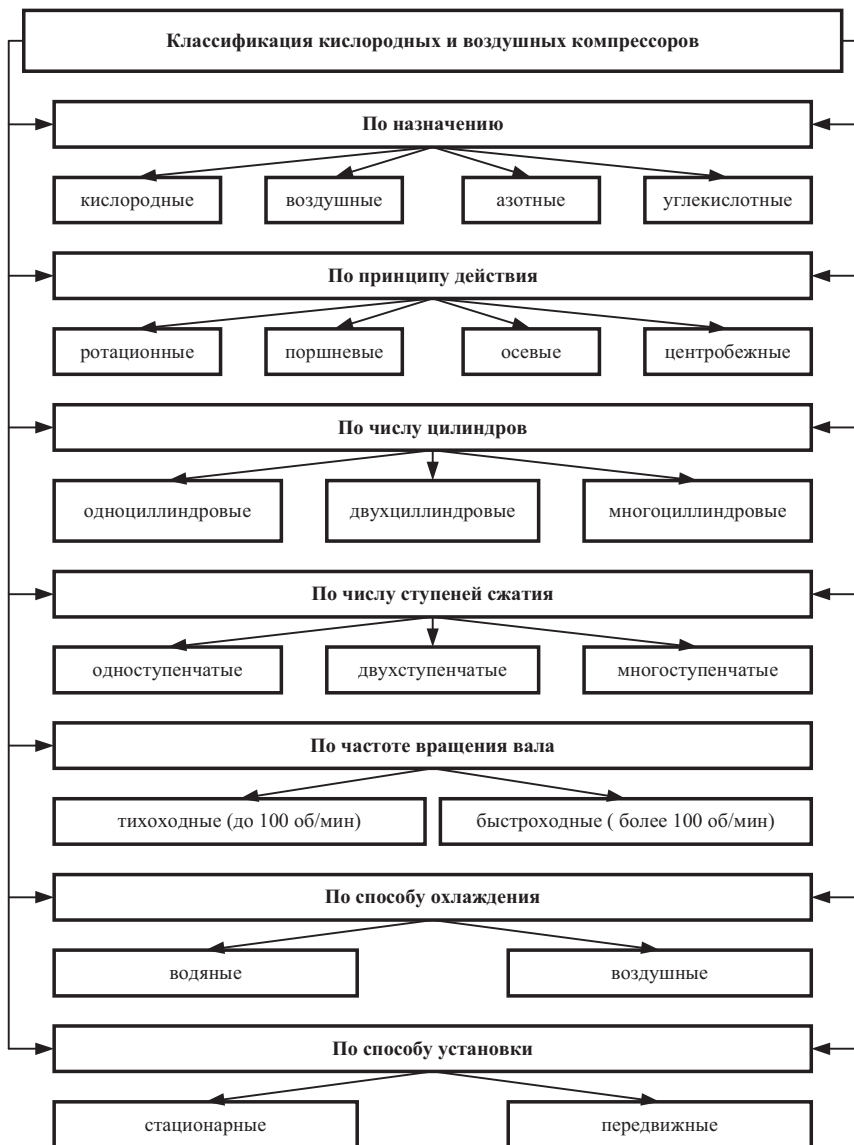 Классификация кислородных и воздушных компрессоров
По назначению
кислородные воздушные азотные углекислотные
По принципу действия
ротационные поршневые осевые центробежные
По числу цилиндров
одноциллиндровые двухциллиндровые многоциллиндровые
По числу ступеней сжатия
одноступенчатые двухступенчатые многоступенчатые
По частоте вращения вала
тихоходные (до 100 об/мин) быстроходные ( более 100 об/мин)
По способу охлаждения
водяные воздушные
По способу установки
стационарные передвижные